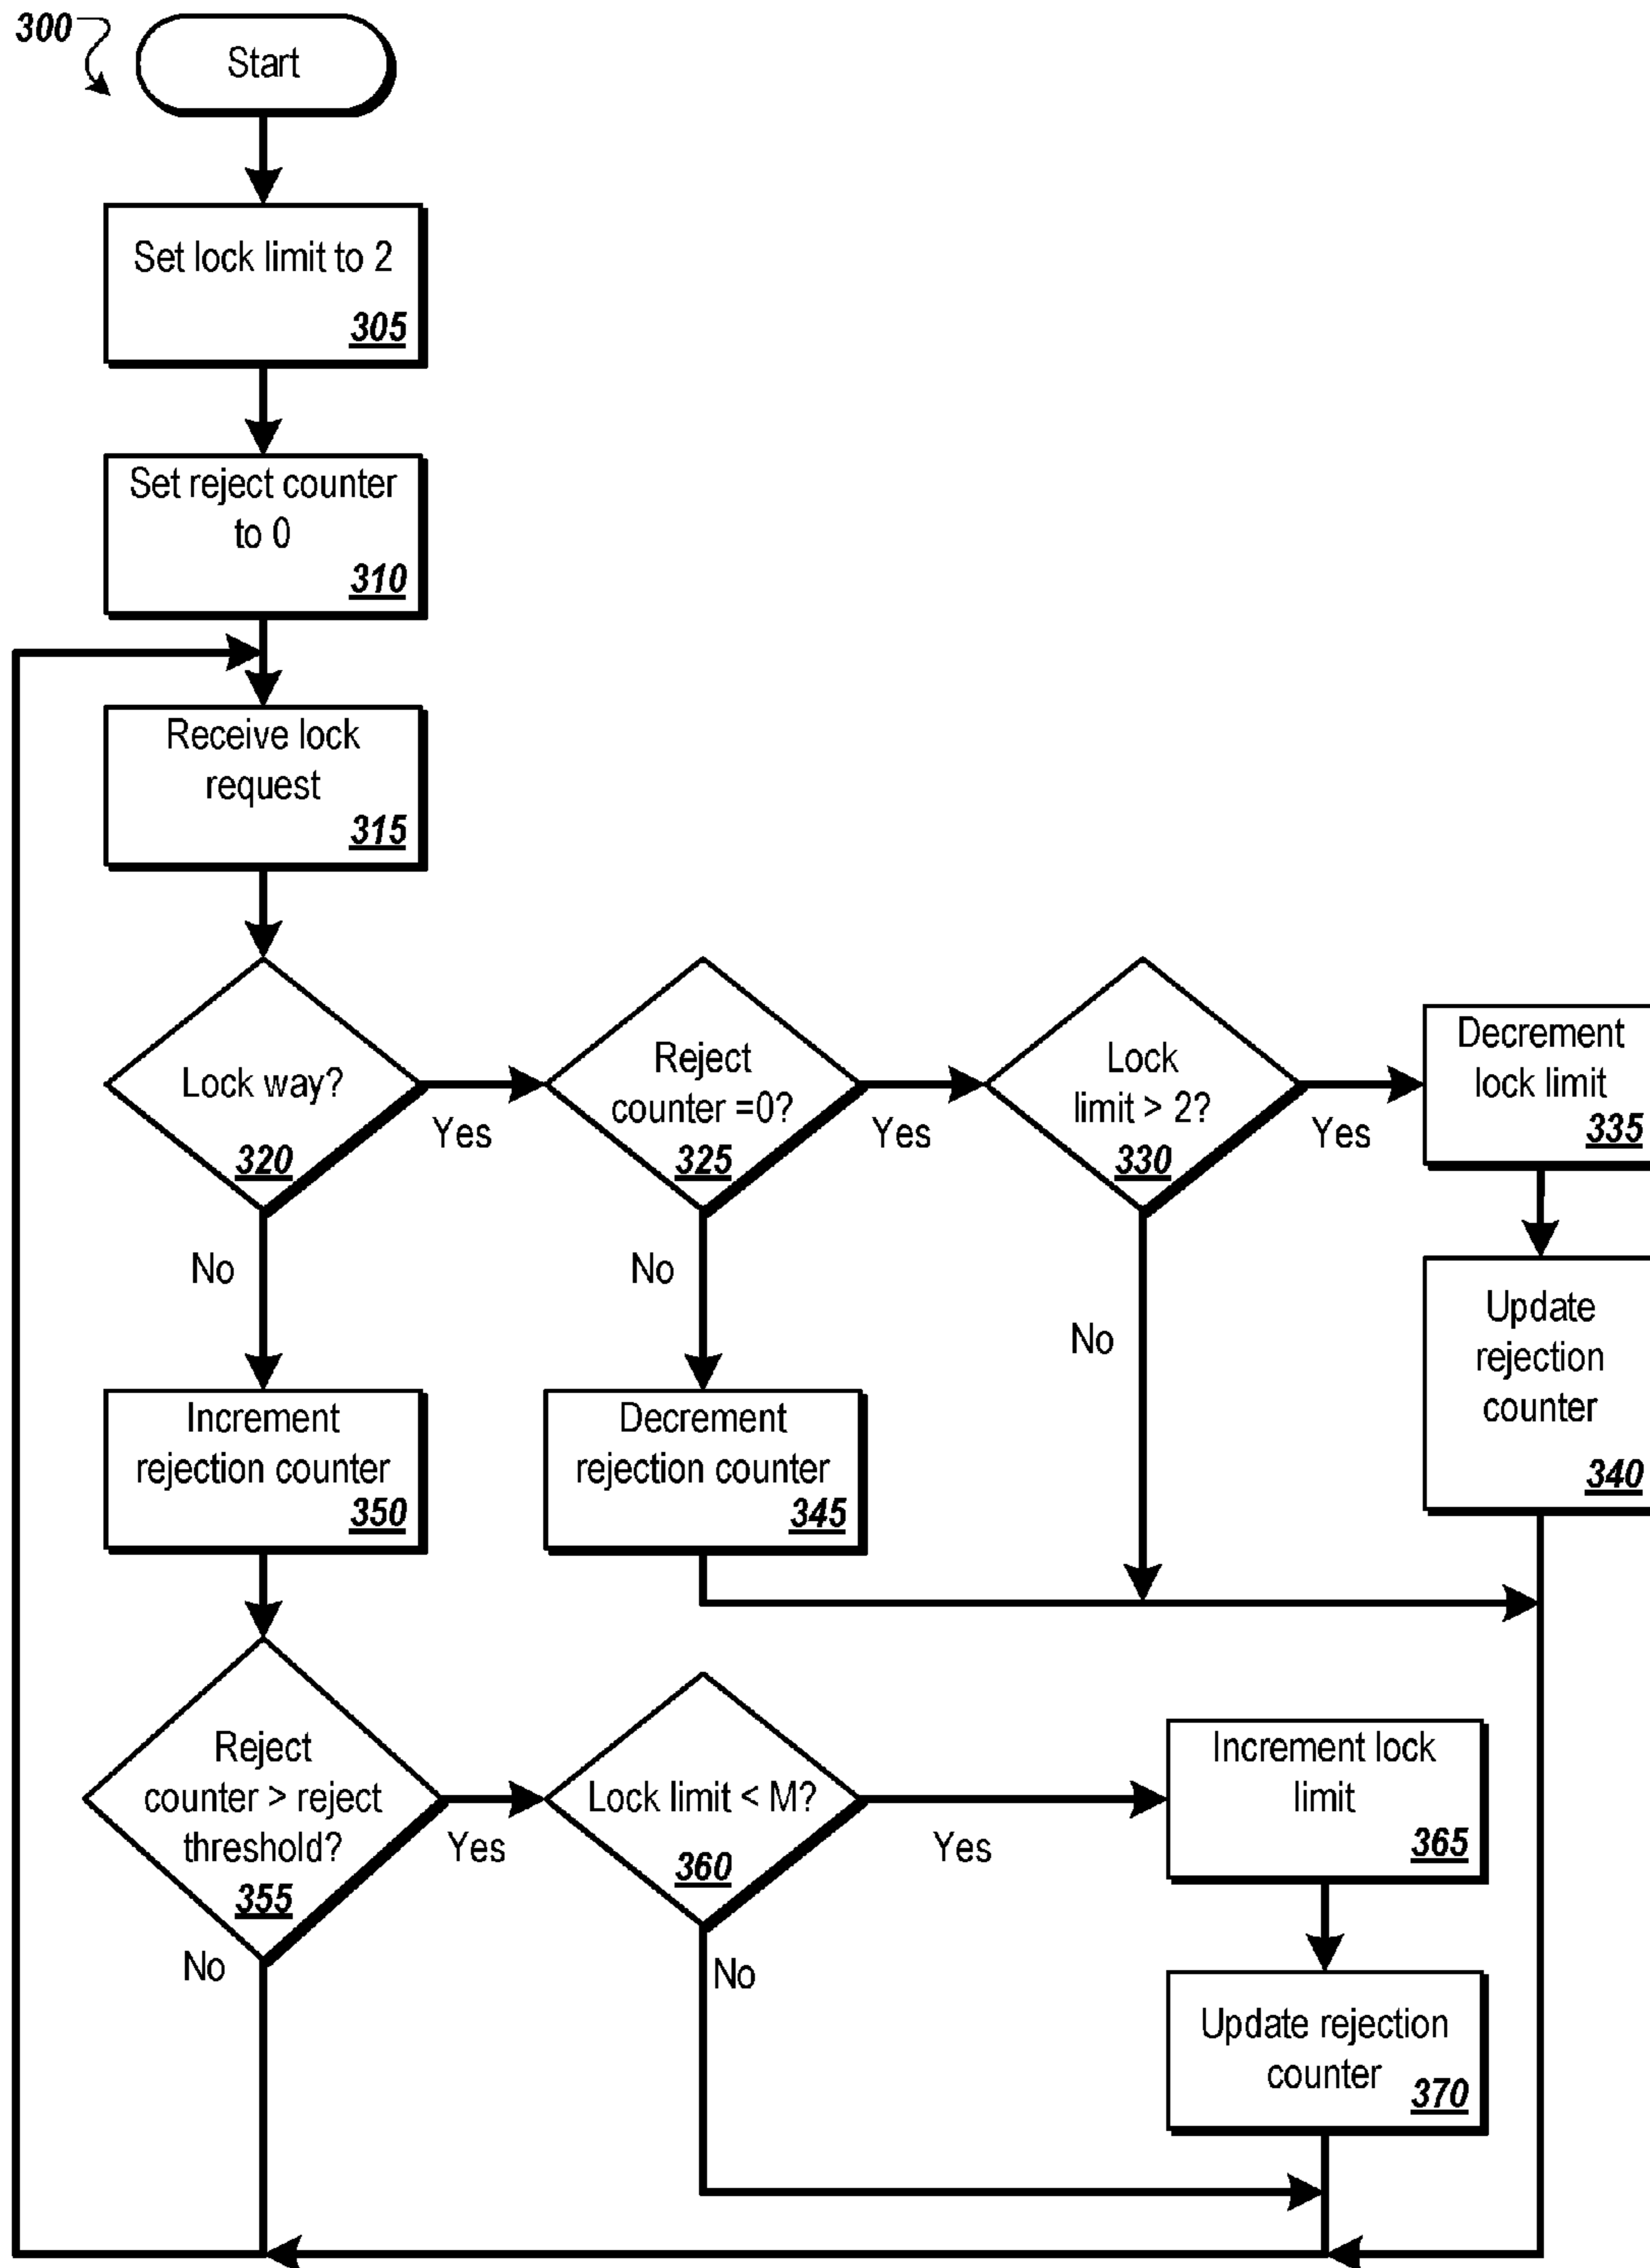 300
Start
Set lock limit to 2
305
Set reject counter
to 0
310
Receive lock
request
315
Lock way?
320
Yes
No
Reject
counter =0?
325
Yes
No
Lock
limit > 2?
330
Yes
No
Decrement
lock limit
335
Update
rejection
counter
340
Increment
rejection counter
350
Decrement
rejection counter
345
Reject
counter > reject
threshold?
355
Yes
No
Lock limit < M?
360
Yes
No
Increment lock
limit
365
Update rejection
counter
370